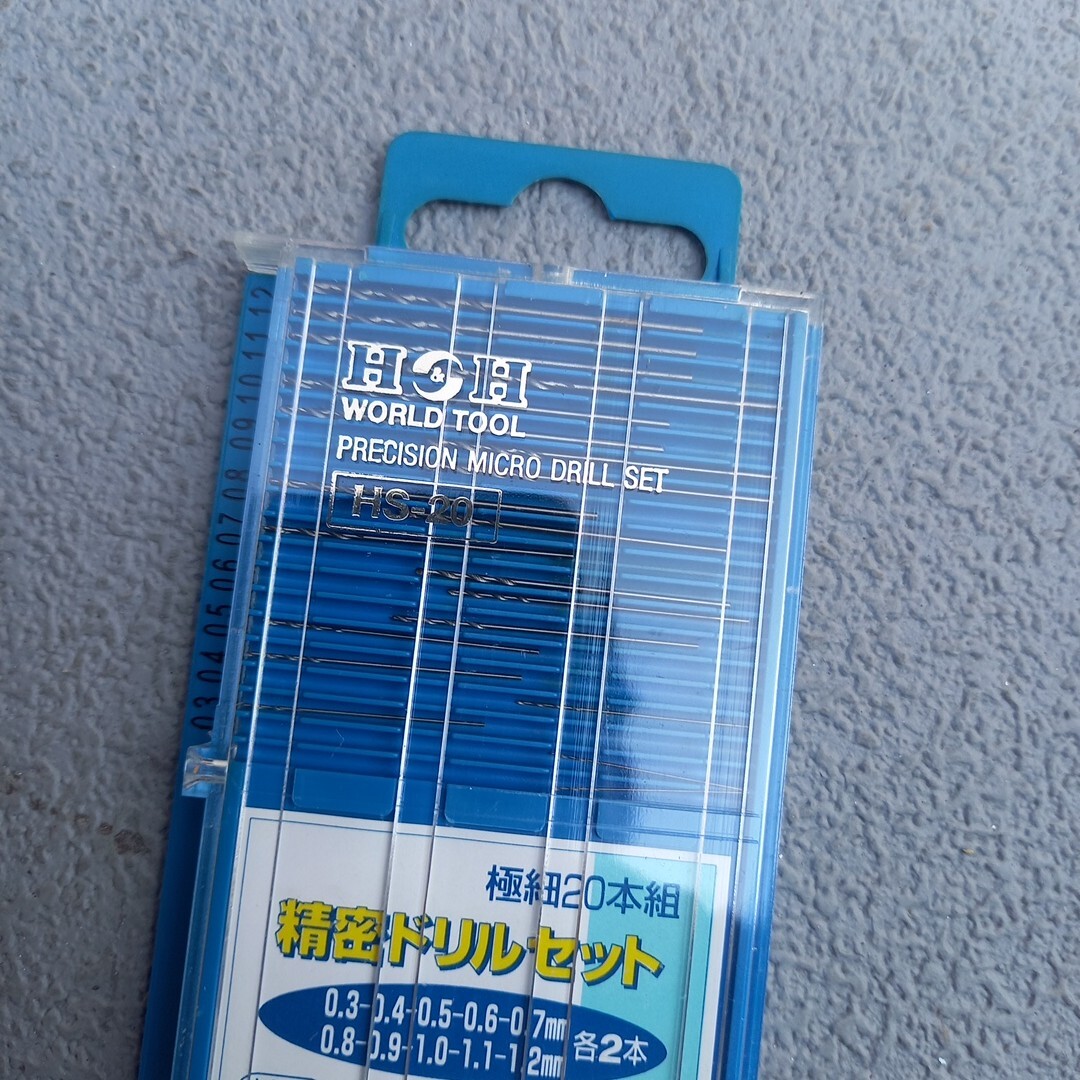 H&H
WORLD TOOL
PRECISION MICRO DRILL SET
HS-20
03 04 05 06 07 08 09 10 11 12
極細20本組
精密ドリルセット
0.3-0.4-0.5-0.6-0.7mm
0.8-0.9-1.0-1.1-1.2mm
各2本